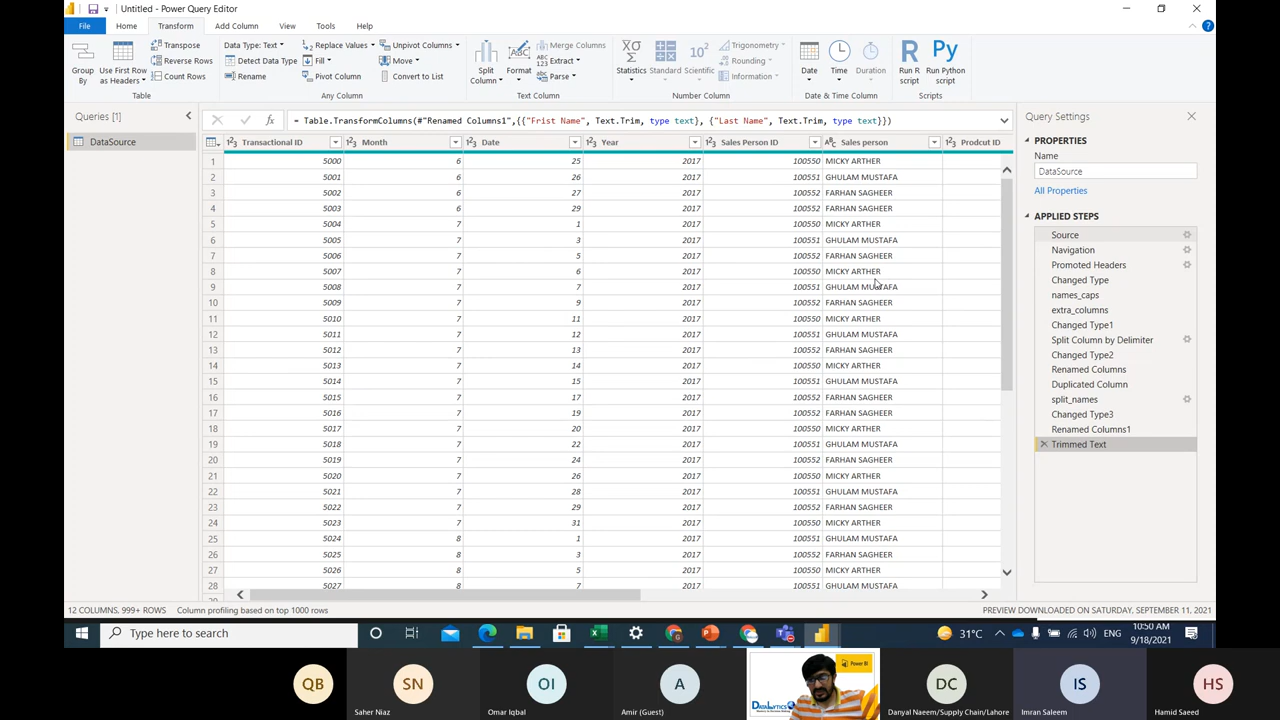 Untitled - Power Query Editor
File Home Transform Add Column View Tools Help
Group By
Use First Row as Headers
Transpose
Reverse Rows
Count Rows
Table
Data Type: Text
Detect Data Type
Rename
Replace Values
Fill
Pivot Column
Unpivot Columns
Move
Convert to List
Any Column
Split Column
Format
Merge Columns
Extract
Parse
Text Column
Statistics
Standard
Scientific
Trigonometry
Rounding
Information
Number Column
Date
Time
Duration
Date & Time Column
Run R script
Run Python script
Scripts
Queries [1]
DataSource
= Table.TransformColumns(#"Renamed Columns1",{{"Frist Name", Text.Trim, type text}, {"Last Name", Text.Trim, type text}})
Transactional ID Month Date Year Sales Person ID Sales person Prodcut ID
1 5000 6 25 2017 100550 MICKY ARTHER
2 5001 6 26 2017 100551 GHULAM MUSTAFA
3 5002 6 27 2017 100552 FARHAN SAGHEER
4 5003 6 29 2017 100552 FARHAN SAGHEER
5 5004 7 1 2017 100550 MICKY ARTHER
6 5005 7 3 2017 100551 GHULAM MUSTAFA
7 5006 7 5 2017 100552 FARHAN SAGHEER
8 5007 7 6 2017 100550 MICKY ARTHER
9 5008 7 7 2017 100551 GHULAM MUSTAFA
10 5009 7 9 2017 100552 FARHAN SAGHEER
11 5010 7 11 2017 100550 MICKY ARTHER
12 5011 7 12 2017 100551 GHULAM MUSTAFA
13 5012 7 13 2017 100552 FARHAN SAGHEER
14 5013 7 14 2017 100550 MICKY ARTHER
15 5014 7 15 2017 100551 GHULAM MUSTAFA
16 5015 7 17 2017 100552 FARHAN SAGHEER
17 5016 7 19 2017 100552 FARHAN SAGHEER
18 5017 7 20 2017 100550 MICKY ARTHER
19 5018 7 22 2017 100551 GHULAM MUSTAFA
20 5019 7 24 2017 100552 FARHAN SAGHEER
21 5020 7 26 2017 100550 MICKY ARTHER
22 5021 7 28 2017 100551 GHULAM MUSTAFA
23 5022 7 29 2017 100552 FARHAN SAGHEER
24 5023 7 31 2017 100550 MICKY ARTHER
25 5024 8 1 2017 100551 GHULAM MUSTAFA
26 5025 8 3 2017 100552 FARHAN SAGHEER
27 5026 8 5 2017 100550 MICKY ARTHER
28 5027 8 7 2017 100551 GHULAM MUSTAFA
Query Settings
PROPERTIES
Name
DataSource
All Properties
APPLIED STEPS
Source
Navigation
Promoted Headers
Changed Type
names_caps
extra_columns
Changed Type1
Split Column by Delimiter
Changed Type2
Renamed Columns
Duplicated Column
split_names
Changed Type3
Renamed Columns1
Trimmed Text
12 COLUMNS, 999+ ROWS Column profiling based on top 1000 rows
PREVIEW DOWNLOADED ON SATURDAY, SEPTEMBER 11, 2021
Type here to search
31°C
ENG
10:50 AM
9/18/2021
QB
SN
Saher Niaz
OI
Omar Iqbal
A
Amir (Guest)
Power BI
DC
Danyal Naeem/Supply Chain/Lahore
IS
Imran Saleem
HS
Hamid Saeed